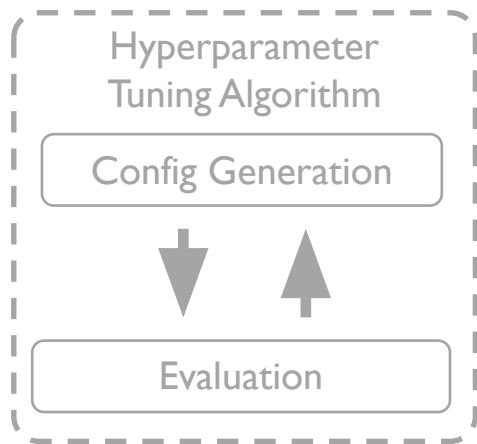 Hyperparameter
Tuning Algorithm
Config Generation
Evaluation